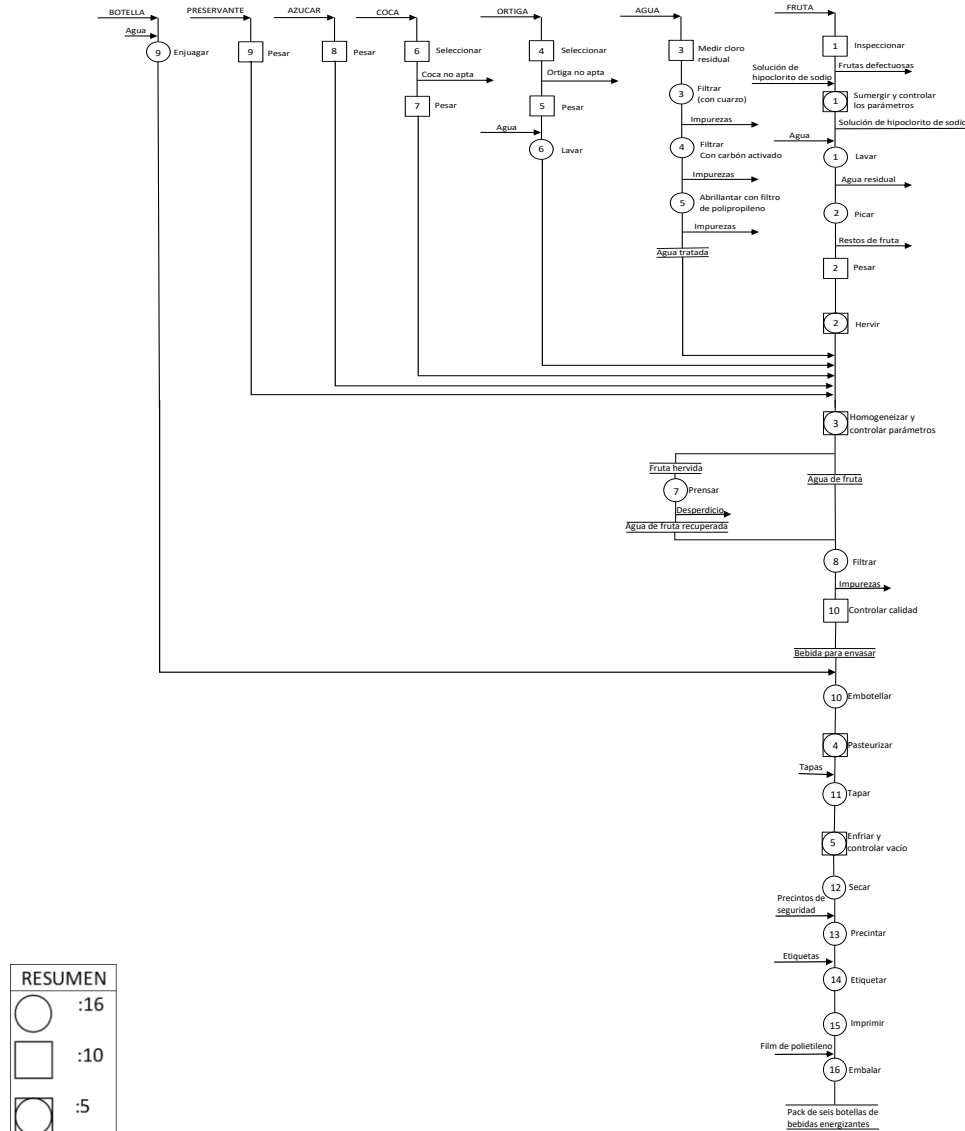 BOTELLA
PRESERVANTE
AZUCAR
COCA
ORTIGA
AGUA
FRUTA
Agua
9 Enjuagar
9 Pesar
8 Pesar
6 Seleccionar
Coca no apta
7 Pesar
4 Seleccionar
Ortiga no apta
5 Pesar
Agua
6 Lavar
3 Medir cloro
residual
3 Filtrar
(con cuarzo)
Impurezas
4 Filtrar
Con carbón activado
Impurezas
5 Abrillantar con filtro
de polipropileno
Impurezas
Agua tratada
1 Inspeccionar
Frutas defectuosas
Solución de
hipoclorito de sodio
1 Sumergir y controlar
los parámetros
Solución de hipoclorito de sodio
Agua
1 Lavar
Agua residual
2 Picar
Restos de fruta
2 Pesar
2 Hervir
3 Homogeneizar y
controlar parámetros
Fruta hervida
7 Prensar
Desperdicio
Agua de fruta recuperada
Agua de fruta
8 Filtrar
Impurezas
10 Controlar calidad
Bebida para envasar
10 Embotellar
4 Pasteurizar
Tapas
11 Tapar
5 Enfriar y
controlar vacío
12 Secar
Precintos de
seguridad
13 Precintar
Etiquetas
14 Etiquetar
15 Imprimir
Film de polietileno
16 Embalar
Pack de seis botellas de
bebidas energizantes
RESUMEN
:16
:10
:5